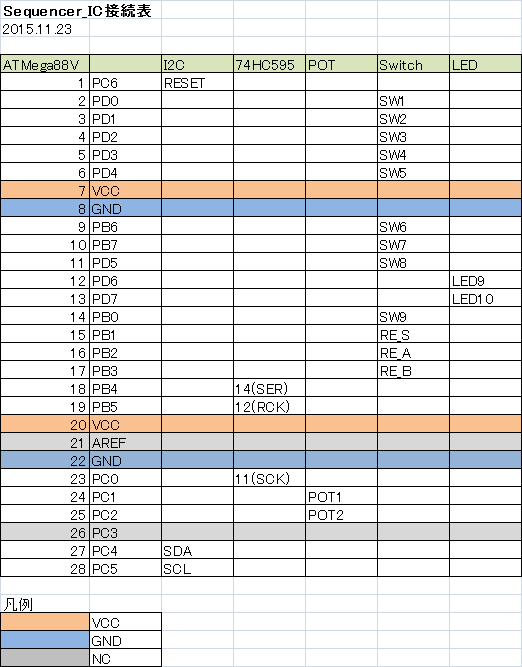 Sequencer_IC接続表
2015.11.23
ATMega88V I2C 74HC595 POT Switch LED
1 PC6 RESET
2 PD0 SW1
3 PD1 SW2
4 PD2 SW3
5 PD3 SW4
6 PD4 SW5
7 VCC
8 GND
9 PB6 SW6
10 PB7 SW7
11 PD5 SW8
12 PD6 LED9
13 PD7 LED10
14 PB0 SW9
15 PB1 RE_S
16 PB2 RE_A
17 PB3 RE_B
18 PB4 14(SER)
19 PB5 12(RCK)
20 VCC
21 AREF
22 GND
23 PC0 11(SCK)
24 PC1 POT1
25 PC2 POT2
26 PC3
27 PC4 SDA
28 PC5 SCL
凡例
VCC
GND
NC